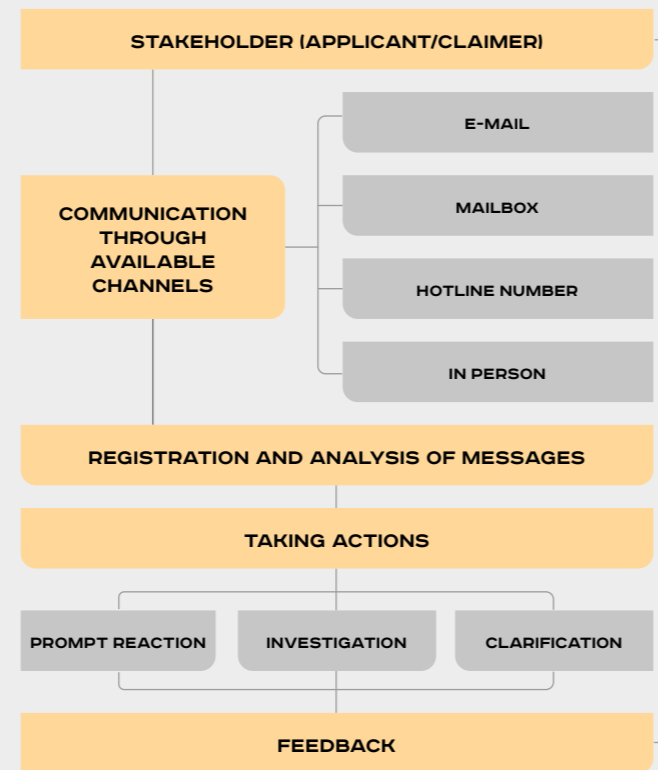 STAKEHOLDER (APPLICANT/CLAIMER)
E-MAIL
COMMUNICATION
THROUGH
AVAILABLE
CHANNELS
MAILBOX
HOTLINE NUMBER
IN PERSON
REGISTRATION AND ANALYSIS OF MESSAGES
TAKING ACTIONS
PROMPT REACTION
INVESTIGATION
CLARIFICATION
FEEDBACK